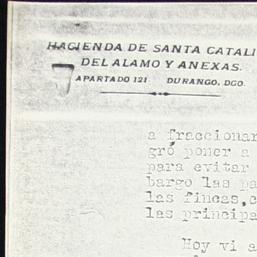 HACIENDA DE SANTA CATALI
DEL ALAMO Y ANEXAS.
APARTADO 121 DURANGO, DGO.
a fraccionar
gró poner a
para evitar
bargo las pa
las fincas, c
las principa
Hoy vi a